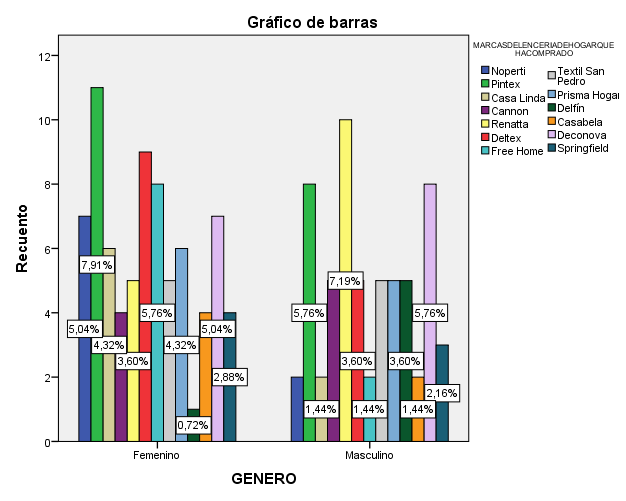 Gráfico de barras
MARCASDELENCERIADEHOGARQUE
HACOMPRADO
Noperti
Pintex
Casa Linda
Cannon
Renatta
Deltex
Free Home
Textil San
Pedro
Prisma Hogar
Delfín
Casabela
Deconova
Springfield
Recuento
12
10
8
6
4
2
0
7,91%
5,04%
4,32%
3,60%
5,76%
4,32%
0,72%
5,04%
2,88%
5,76%
1,44%
7,19%
3,60%
1,44%
3,60%
1,44%
5,76%
2,16%
Femenino
Masculino
GENERO